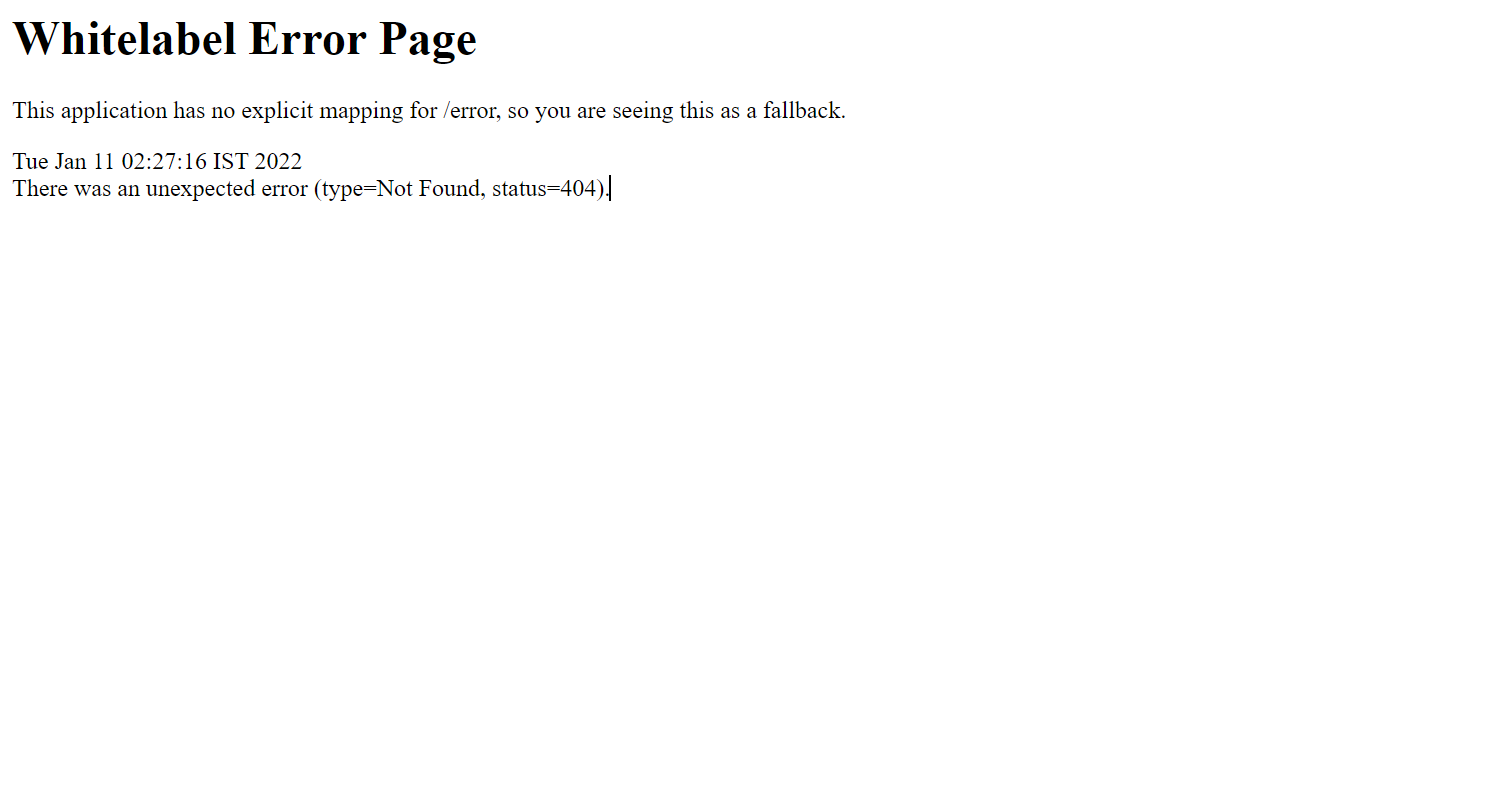 Whitelabel Error Page
This application has no explicit mapping for /error, so you are seeing this as a fallback.
Tue Jan 11 02:27:16 IST 2022
There was an unexpected error (type=Not Found, status=404).